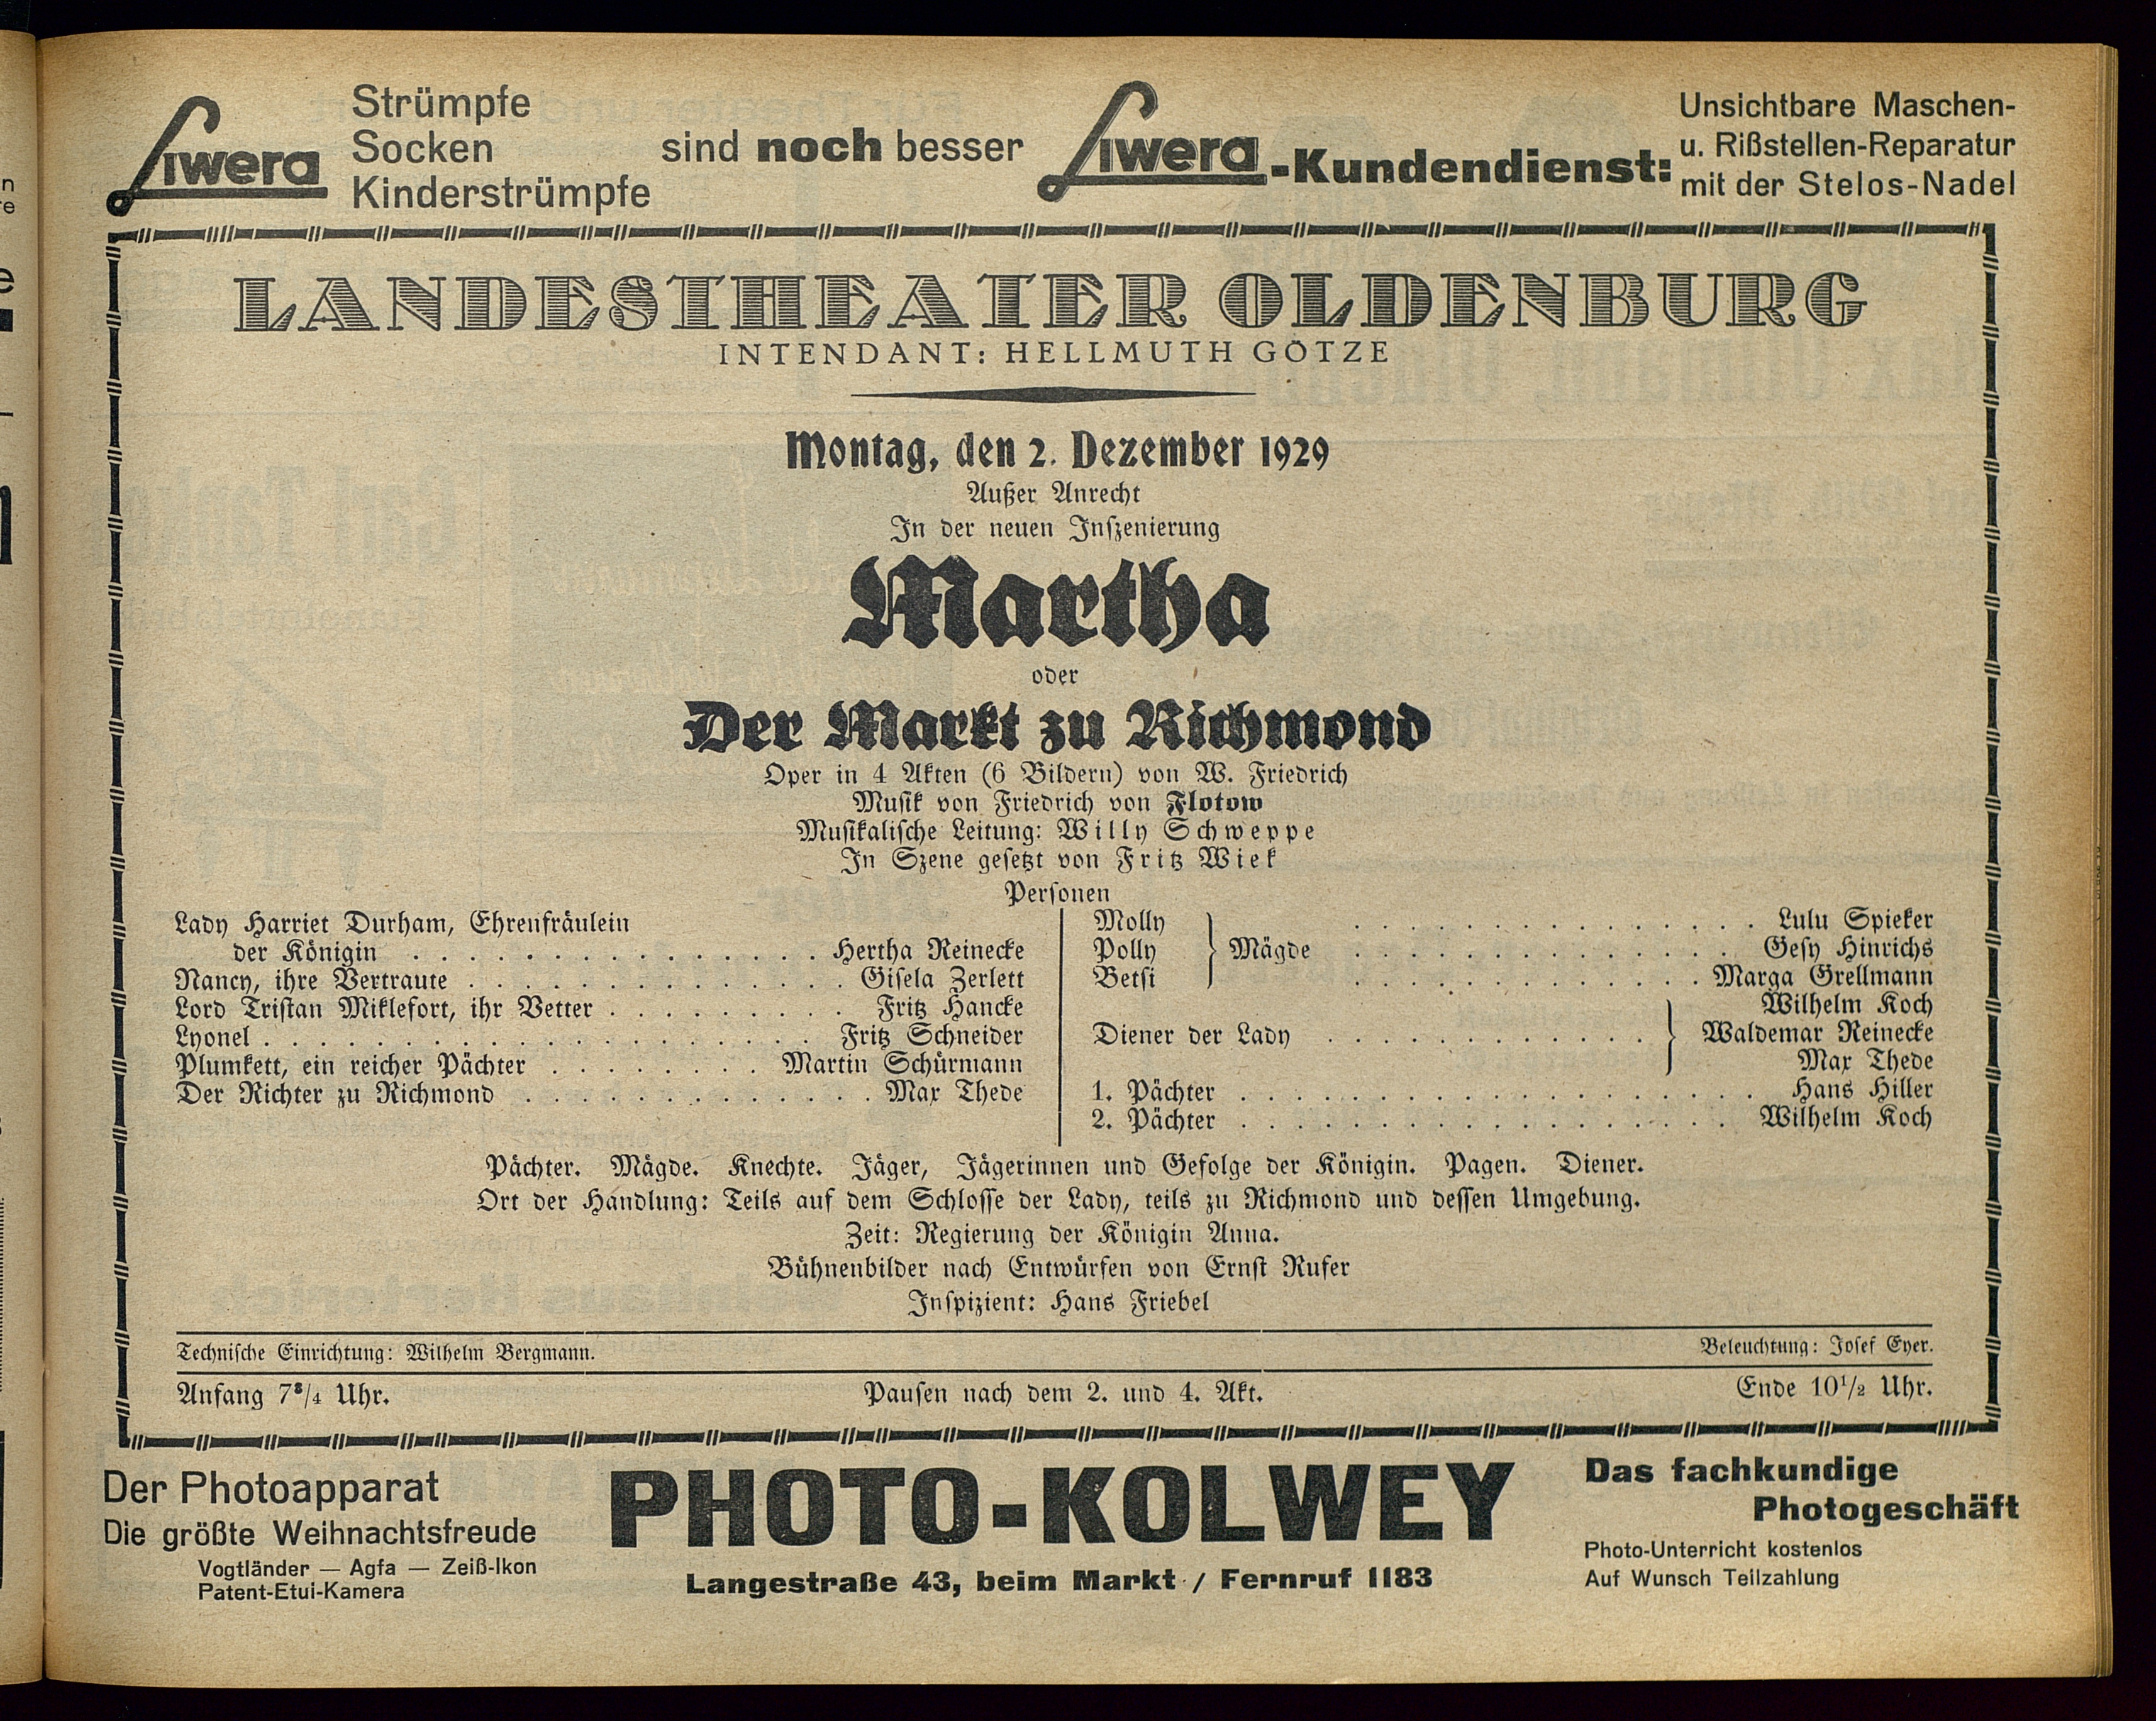 Siwera
Strümpfe
Socken
Kinderstrümpfe
sind noch besser
Siwera-Kundendienst:
Unsichtbare Maschen-
u. Rißstellen-Reparatur
mit der Stelos-Nadel
LANDESTHEATER OLDENBURG
INTENDANT: HELLMUTH GÖTZE
Montag, den 2. Dezember 1929
Außer Anrecht
In der neuen Inszenierung
Martha
oder
Der Markt zu Richmond
Oper in 4 Akten (6 Bildern) von W. Friedrich
Musik von Friedrich von Flotow
Musikalische Leitung: Willy Schweppe
In Szene gesetzt von Fritz Wiek
Personen
Lady Harriet Durham, Ehrenfräulein
der Königin . . . . . . . . . . . . . . . Hertha Reinecke
Nancy, ihre Vertraute . . . . . . . . . . . . . . Gisela Zerlett
Lord Tristan Miklefort, ihr Vetter . . . . . . . . . Fritz Hancke
Lyonel . . . . . . . . . . . . . . . . . . . . Fritz Schneider
Plumkett, ein reicher Pächter . . . . . . . . Martin Schürmann
Der Richter zu Richmond . . . . . . . . . . . . . Max Thede
Molly . . . . . . . . . . . . . . . Lulu Spieker
Polly } Mägde . . . . . . . . . . . . . . Gesy Hinrichs
Betsi . . . . . . . . . . . . . Marga Grellmann
Wilhelm Koch
Diener der Lady . . . . . . . . . . . . } Waldemar Reinecke
Max Thede
1. Pächter . . . . . . . . . . . . . . . . . . . Hans Hiller
2. Pächter . . . . . . . . . . . . . . . . . . Wilhelm Koch
Pächter. Mägde. Knechte. Jäger, Jägerinnen und Gefolge der Königin. Pagen. Diener.
Ort der Handlung: Teils auf dem Schlosse der Lady, teils zu Richmond und dessen Umgebung.
Zeit: Regierung der Königin Anna.
Bühnenbilder nach Entwürfen von Ernst Rufer
Inspizient: Hans Friebel
Technische Einrichtung: Wilhelm Bergmann.
Beleuchtung: Josef Eyer.
Anfang 7³/₄ Uhr.
Pausen nach dem 2. und 4. Akt.
Ende 10¹/₂ Uhr.
Der Photoapparat
Die größte Weihnachtsfreude
Vogtländer — Agfa — Zeiß-Ikon
Patent-Etui-Kamera
PHOTO-KOLWEY
Langestraße 43, beim Markt / Fernruf 1183
Das fachkundige
Photogeschäft
Photo-Unterricht kostenlos
Auf Wunsch Teilzahlung